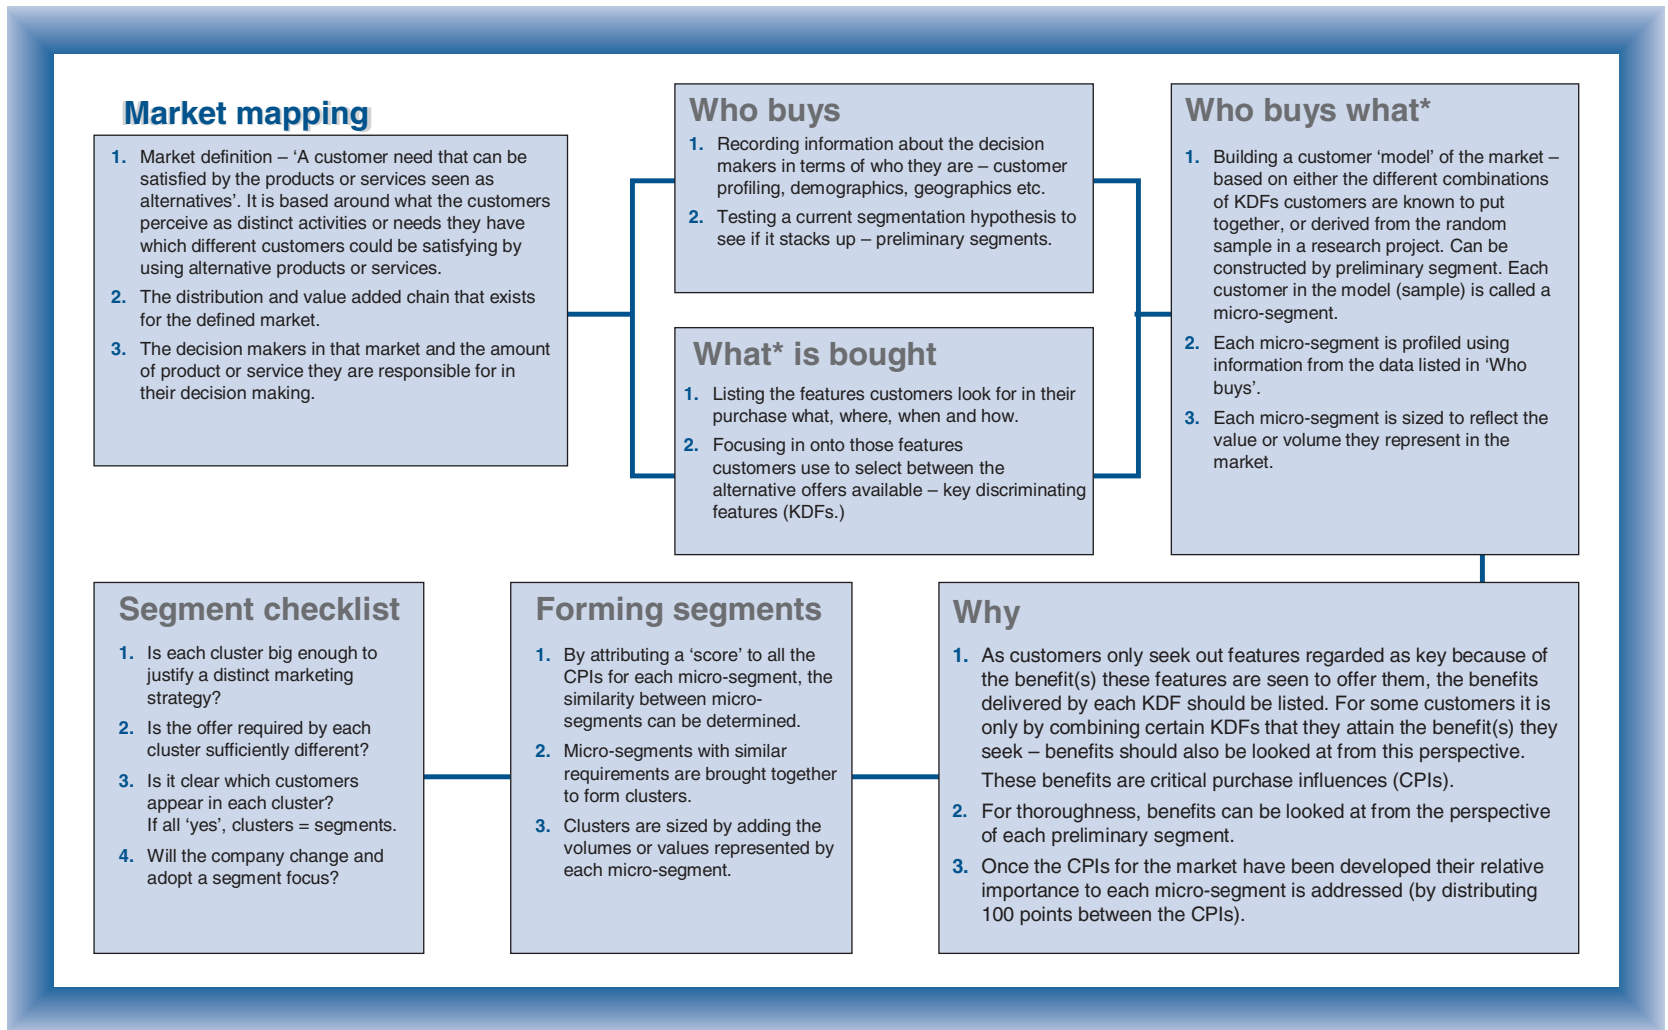 Market mapping
1. Market definition – ‘A customer need that can be
satisfied by the products or services seen as
alternatives’. It is based around what the customers
perceive as distinct activities or needs they have
which different customers could be satisfying by
using alternative products or services.
2. The distribution and value added chain that exists
for the defined market.
3. The decision makers in that market and the amount
of product or service they are responsible for in
their decision making.
Who buys
1. Recording information about the decision
makers in terms of who they are – customer
profiling, demographics, geographics etc.
2. Testing a current segmentation hypothesis to
see if it stacks up – preliminary segments.
What* is bought
1. Listing the features customers look for in their
purchase what, where, when and how.
2. Focusing in onto those features
customers use to select between the
alternative offers available – key discriminating
features (KDFs.)
Who buys what*
1. Building a customer ‘model’ of the market –
based on either the different combinations
of KDFs customers are known to put
together, or derived from the random
sample in a research project. Can be
constructed by preliminary segment. Each
customer in the model (sample) is called a
micro-segment.
2. Each micro-segment is profiled using
information from the data listed in ‘Who
buys’.
3. Each micro-segment is sized to reflect the
value or volume they represent in the
market.
Segment checklist
1. Is each cluster big enough to
justify a distinct marketing
strategy?
2. Is the offer required by each
cluster sufficiently different?
3. Is it clear which customers
appear in each cluster?
If all ‘yes’, clusters = segments.
4. Will the company change and
adopt a segment focus?
Forming segments
1. By attributing a ‘score’ to all the
CPIs for each micro-segment, the
similarity between micro-
segments can be determined.
2. Micro-segments with similar
requirements are brought together
to form clusters.
3. Clusters are sized by adding the
volumes or values represented by
each micro-segment.
Why
1. As customers only seek out features regarded as key because of
the benefit(s) these features are seen to offer them, the benefits
delivered by each KDF should be listed. For some customers it is
only by combining certain KDFs that they attain the benefit(s) they
seek – benefits should also be looked at from this perspective.
These benefits are critical purchase influences (CPIs).
2. For thoroughness, benefits can be looked at from the perspective
of each preliminary segment.
3. Once the CPIs for the market have been developed their relative
importance to each micro-segment is addressed (by distributing
100 points between the CPIs).